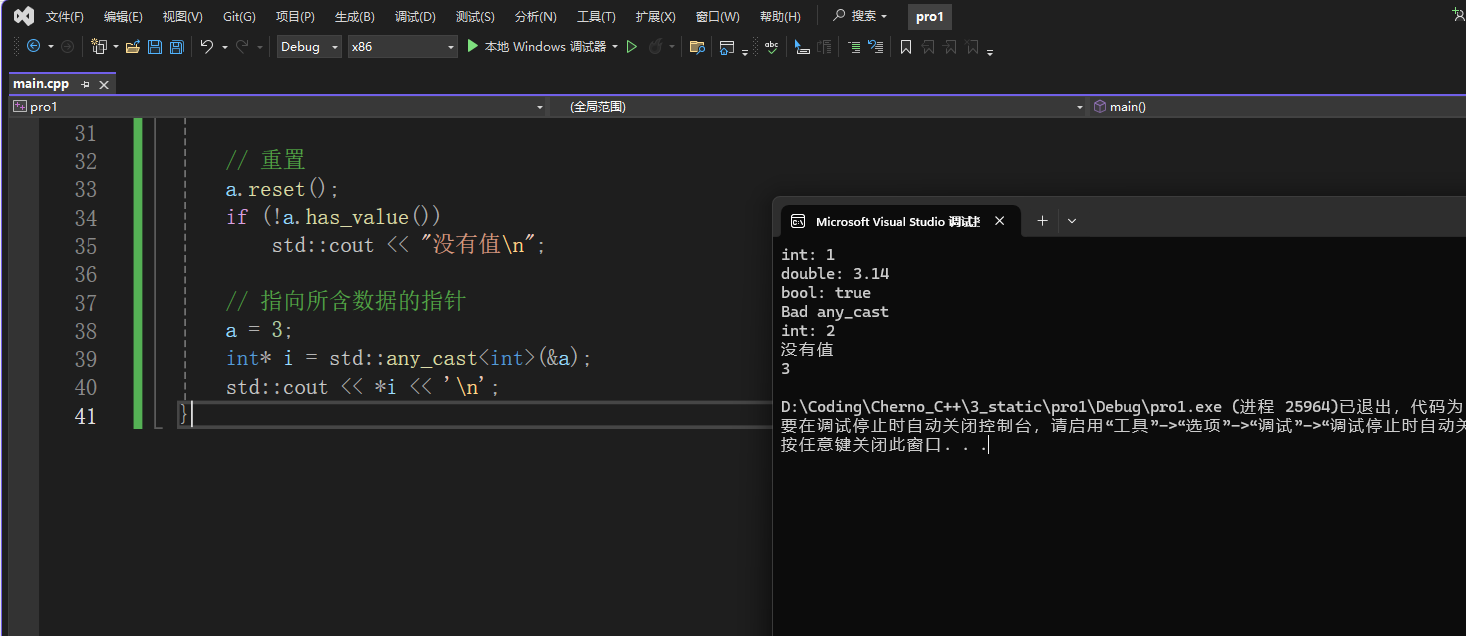 文件(F) 编辑(E) 视图(V) Git(G) 项目(P) 生成(B) 调试(D) 测试(S) 分析(N) 工具(T) 扩展(X) 窗口(W) 帮助(H) 搜索 pro1
Debug x86 本地 Windows 调试器
main.cpp
pro1 (全局范围) main()
31
32 // 重置
33 a.reset();
34 if (!a.has_value())
35 std::cout << "没有值\n";
36
37 // 指向所含数据的指针
38 a = 3;
39 int* i = std::any_cast<int>(&a);
40 std::cout << *i << '\n';
41 }
Microsoft Visual Studio 调试
int: 1
double: 3.14
bool: true
Bad any_cast
int: 2
没有值
3
D:\Coding\Cherno_C++\3_static\pro1\Debug\pro1.exe (进程 25964)已退出，代码为
要在调试停止时自动关闭控制台，请启用“工具”->“选项”->“调试”->“调试停止时自动关
按任意键关闭此窗口. . .